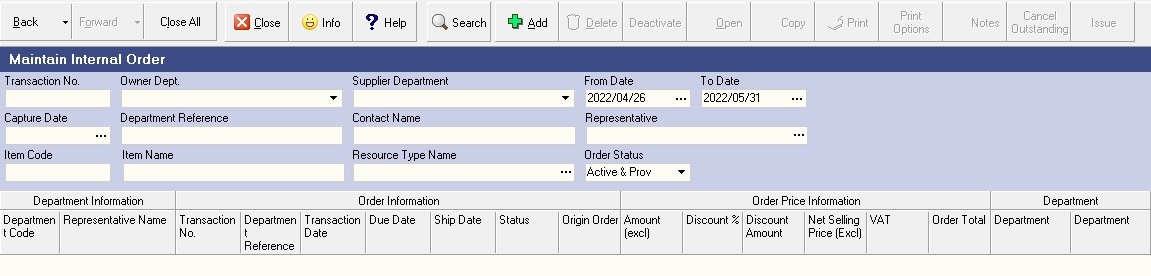 Back Forward Close All Close Info Help Search Add Delete Deactivate Open Copy Print Print Options Notes Cancel Outstanding Issue
Maintain Internal Order
Transaction No. Owner Dept. Supplier Department From Date To Date
2022/04/26 ... 2022/05/31 ...
Capture Date Department Reference Contact Name Representative
... ...
Item Code Item Name Resource Type Name Order Status
... Active & Prov
Department Information Order Information Order Price Information Department
Departmen t Code Representative Name Transaction No. Departmen t Reference Transaction Date Due Date Ship Date Status Origin Order Amount (excl) Discount % Discount Amount Net Selling Price (Excl) VAT Order Total Department Department